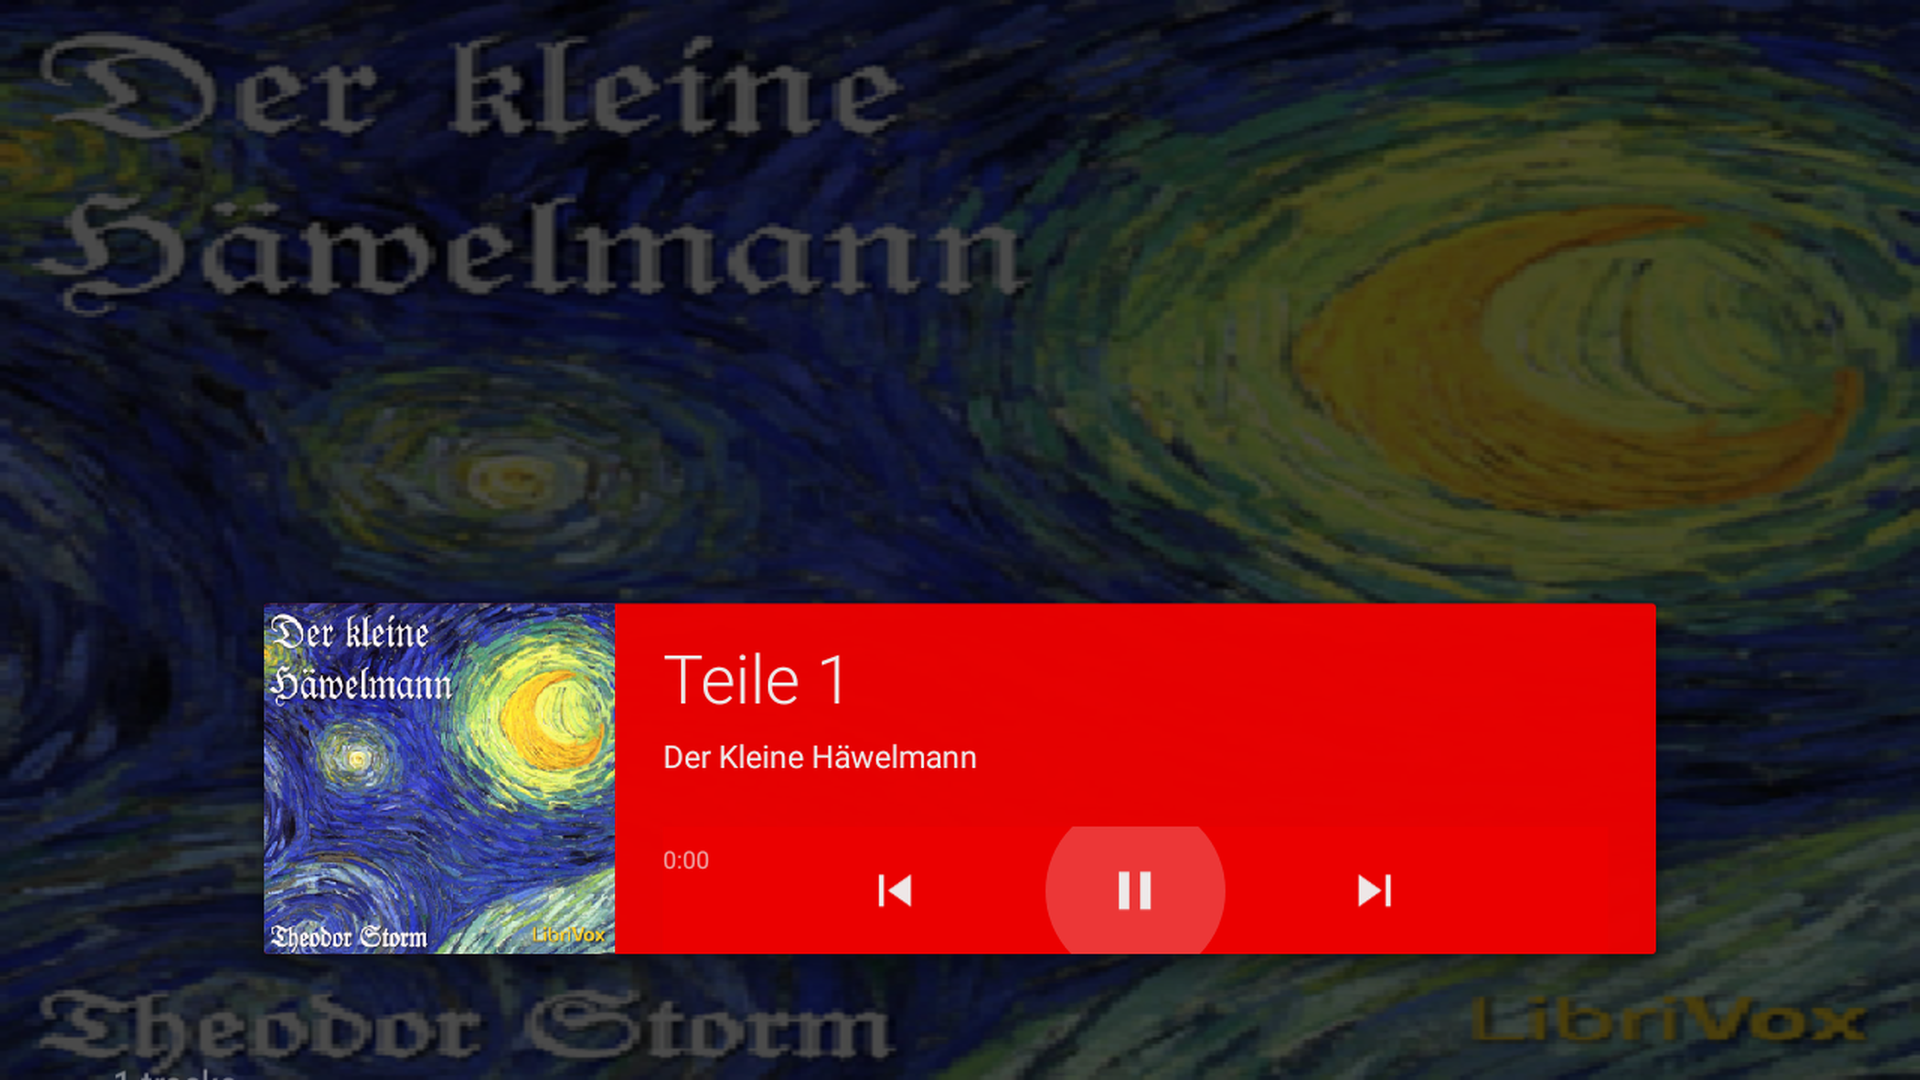 Der kleine
Häwelmann
Der kleine
Häwelmann
Theodor Storm
LibriVox
Teile 1
Der Kleine Häwelmann
0:00
Theodor Storm
LibriVox
1 tracks